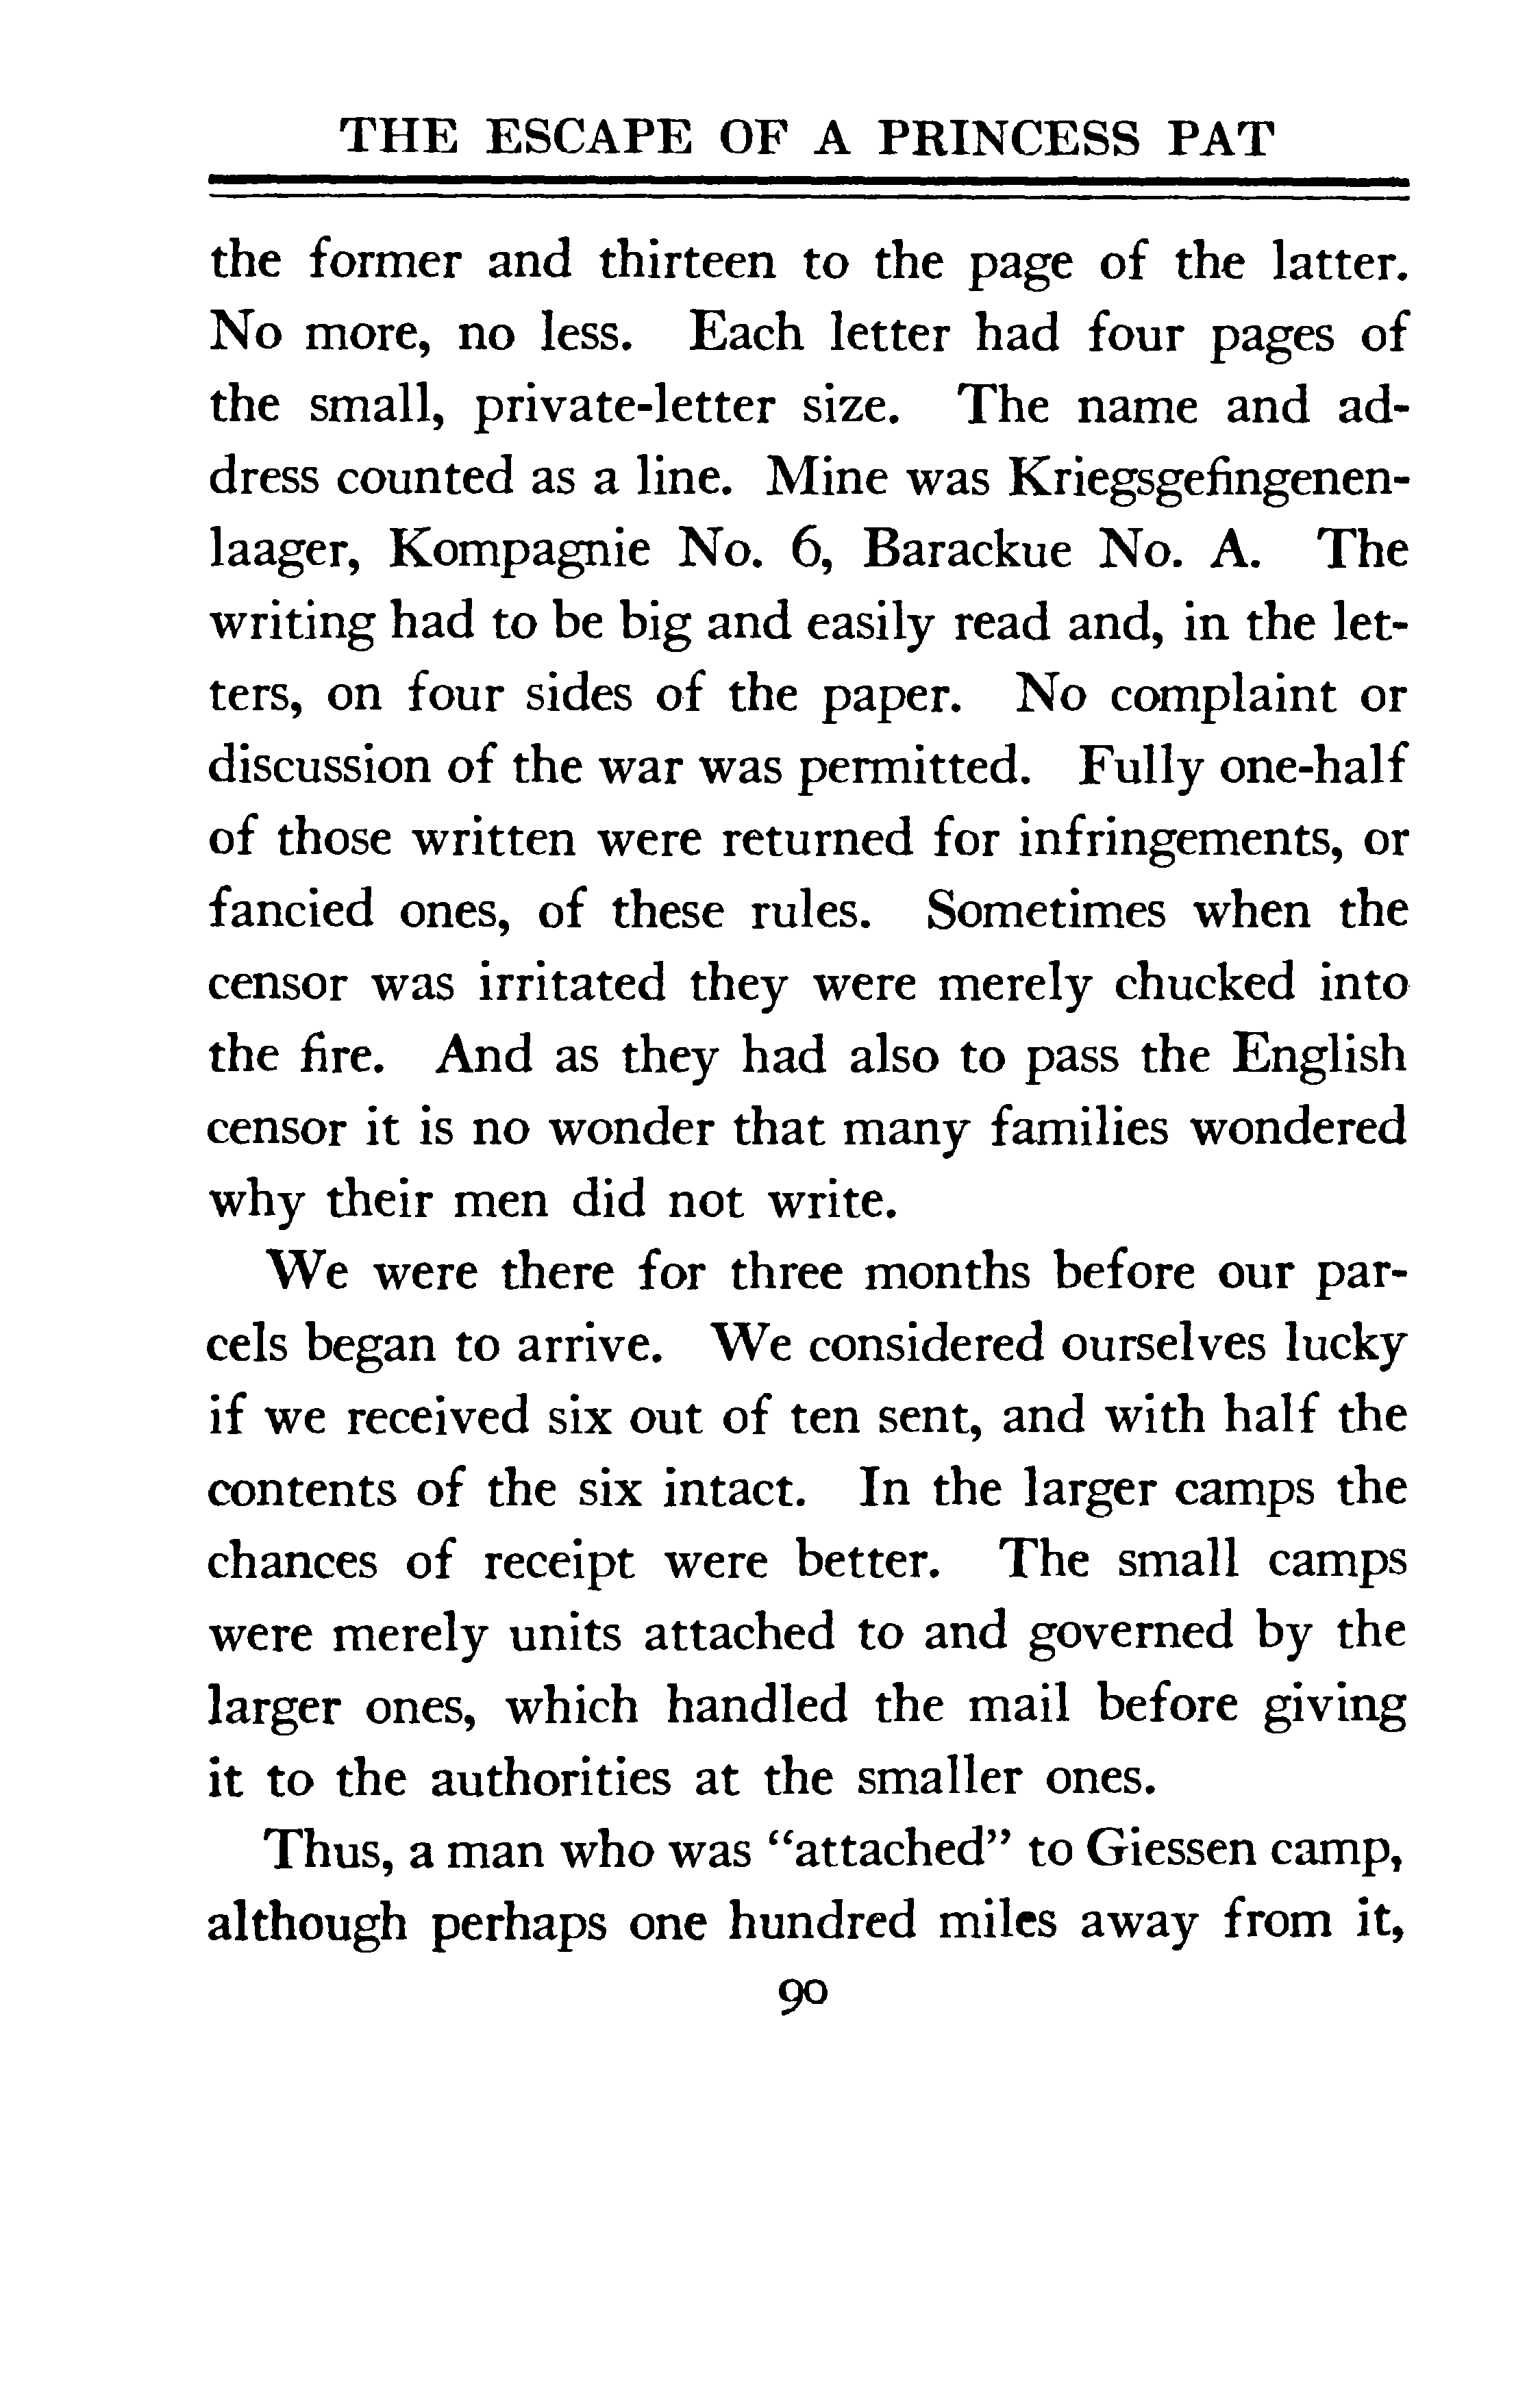 THE ESCAPE OF A PRINCESS PAT
the former and thirteen to the page of the latter.
No more, no less. Each letter had four pages of
the small, private-letter size. The name and ad-
dress counted as a line. Mine was Kriegsgefingenen-
laager, Kompagnie No. 6, Barackue No. A. The
writing had to be big and easily read and, in the let-
ters, on four sides of the paper. No complaint or
discussion of the war was permitted. Fully one-half
of those written were returned for infringements, or
fancied ones, of these rules. Sometimes when the
censor was irritated they were merely chucked into
the fire. And as they had also to pass the English
censor it is no wonder that many families wondered
why their men did not write.
We were there for three months before our par-
cels began to arrive. We considered ourselves lucky
if we received six out of ten sent, and with half the
contents of the six intact. In the larger camps the
chances of receipt were better. The small camps
were merely units attached to and governed by the
larger ones, which handled the mail before giving
it to the authorities at the smaller ones.
Thus, a man who was "attached" to Giessen camp,
although perhaps one hundred miles away from it,
90